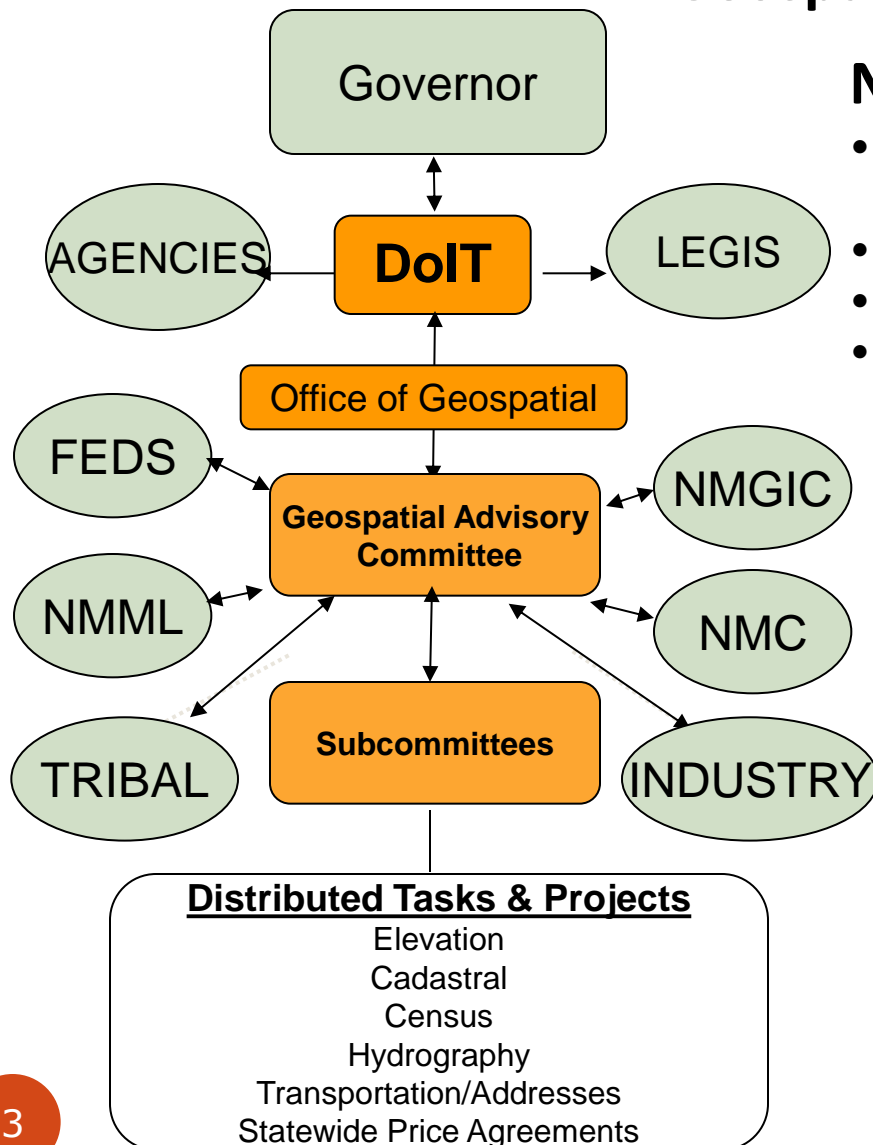 Governor
AGENCIES
DoIT
LEGIS
Office of Geospatial
FEDS
Geospatial Advisory
Committee
NMGIC
NMML
NMC
TRIBAL
Subcommittees
INDUSTRY
Distributed Tasks & Projects
Elevation
Cadastral
Census
Hydrography
Transportation/Addresses
Statewide Price Agreements
3